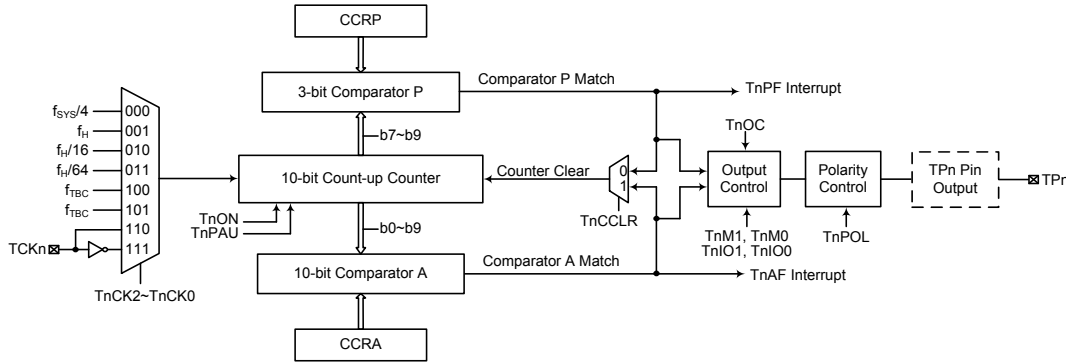 CCRP
3-bit Comparator P
Comparator P Match
TnPF Interrupt
b7~b9
TnOC
fSYS/4
000
fH
001
fH/16
010
fH/64
011
fTBC
100
fTBC
101
110
111
TCKn
TnCK2~TnCK0
10-bit Count-up Counter
Counter Clear
0
1
TnCCLR
Output
Control
Polarity
Control
TPn Pin
Output
TPn
TnON
TnPAU
b0~b9
TnM1, TnM0
TnIO1, TnIO0
TnPOL
10-bit Comparator A
Comparator A Match
TnAF Interrupt
CCRA